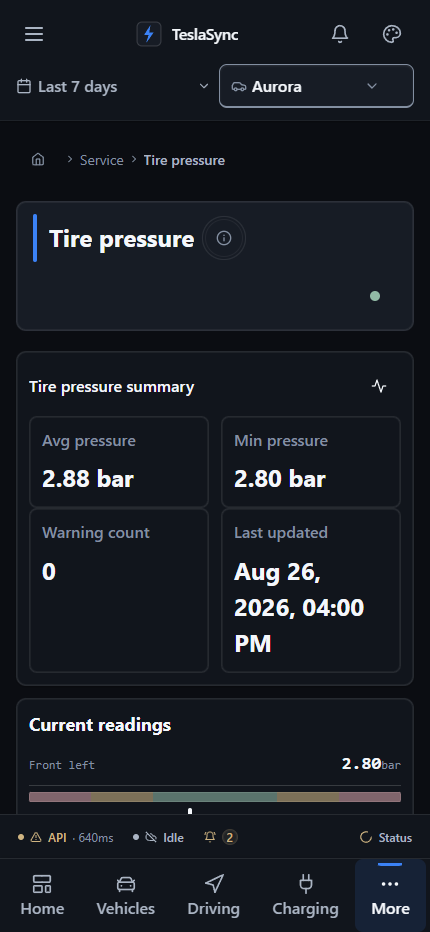 TeslaSync
Last 7 days
Aurora
Service
Tire pressure
Tire pressure
Tire pressure summary
Avg pressure
2.88 bar
Min pressure
2.80 bar
Warning count
0
Last updated
Aug 26,
2026, 04:00
PM
Current readings
Front left
2.80bar
API · 640ms
Idle
2
Status
Home
Vehicles
Driving
Charging
More